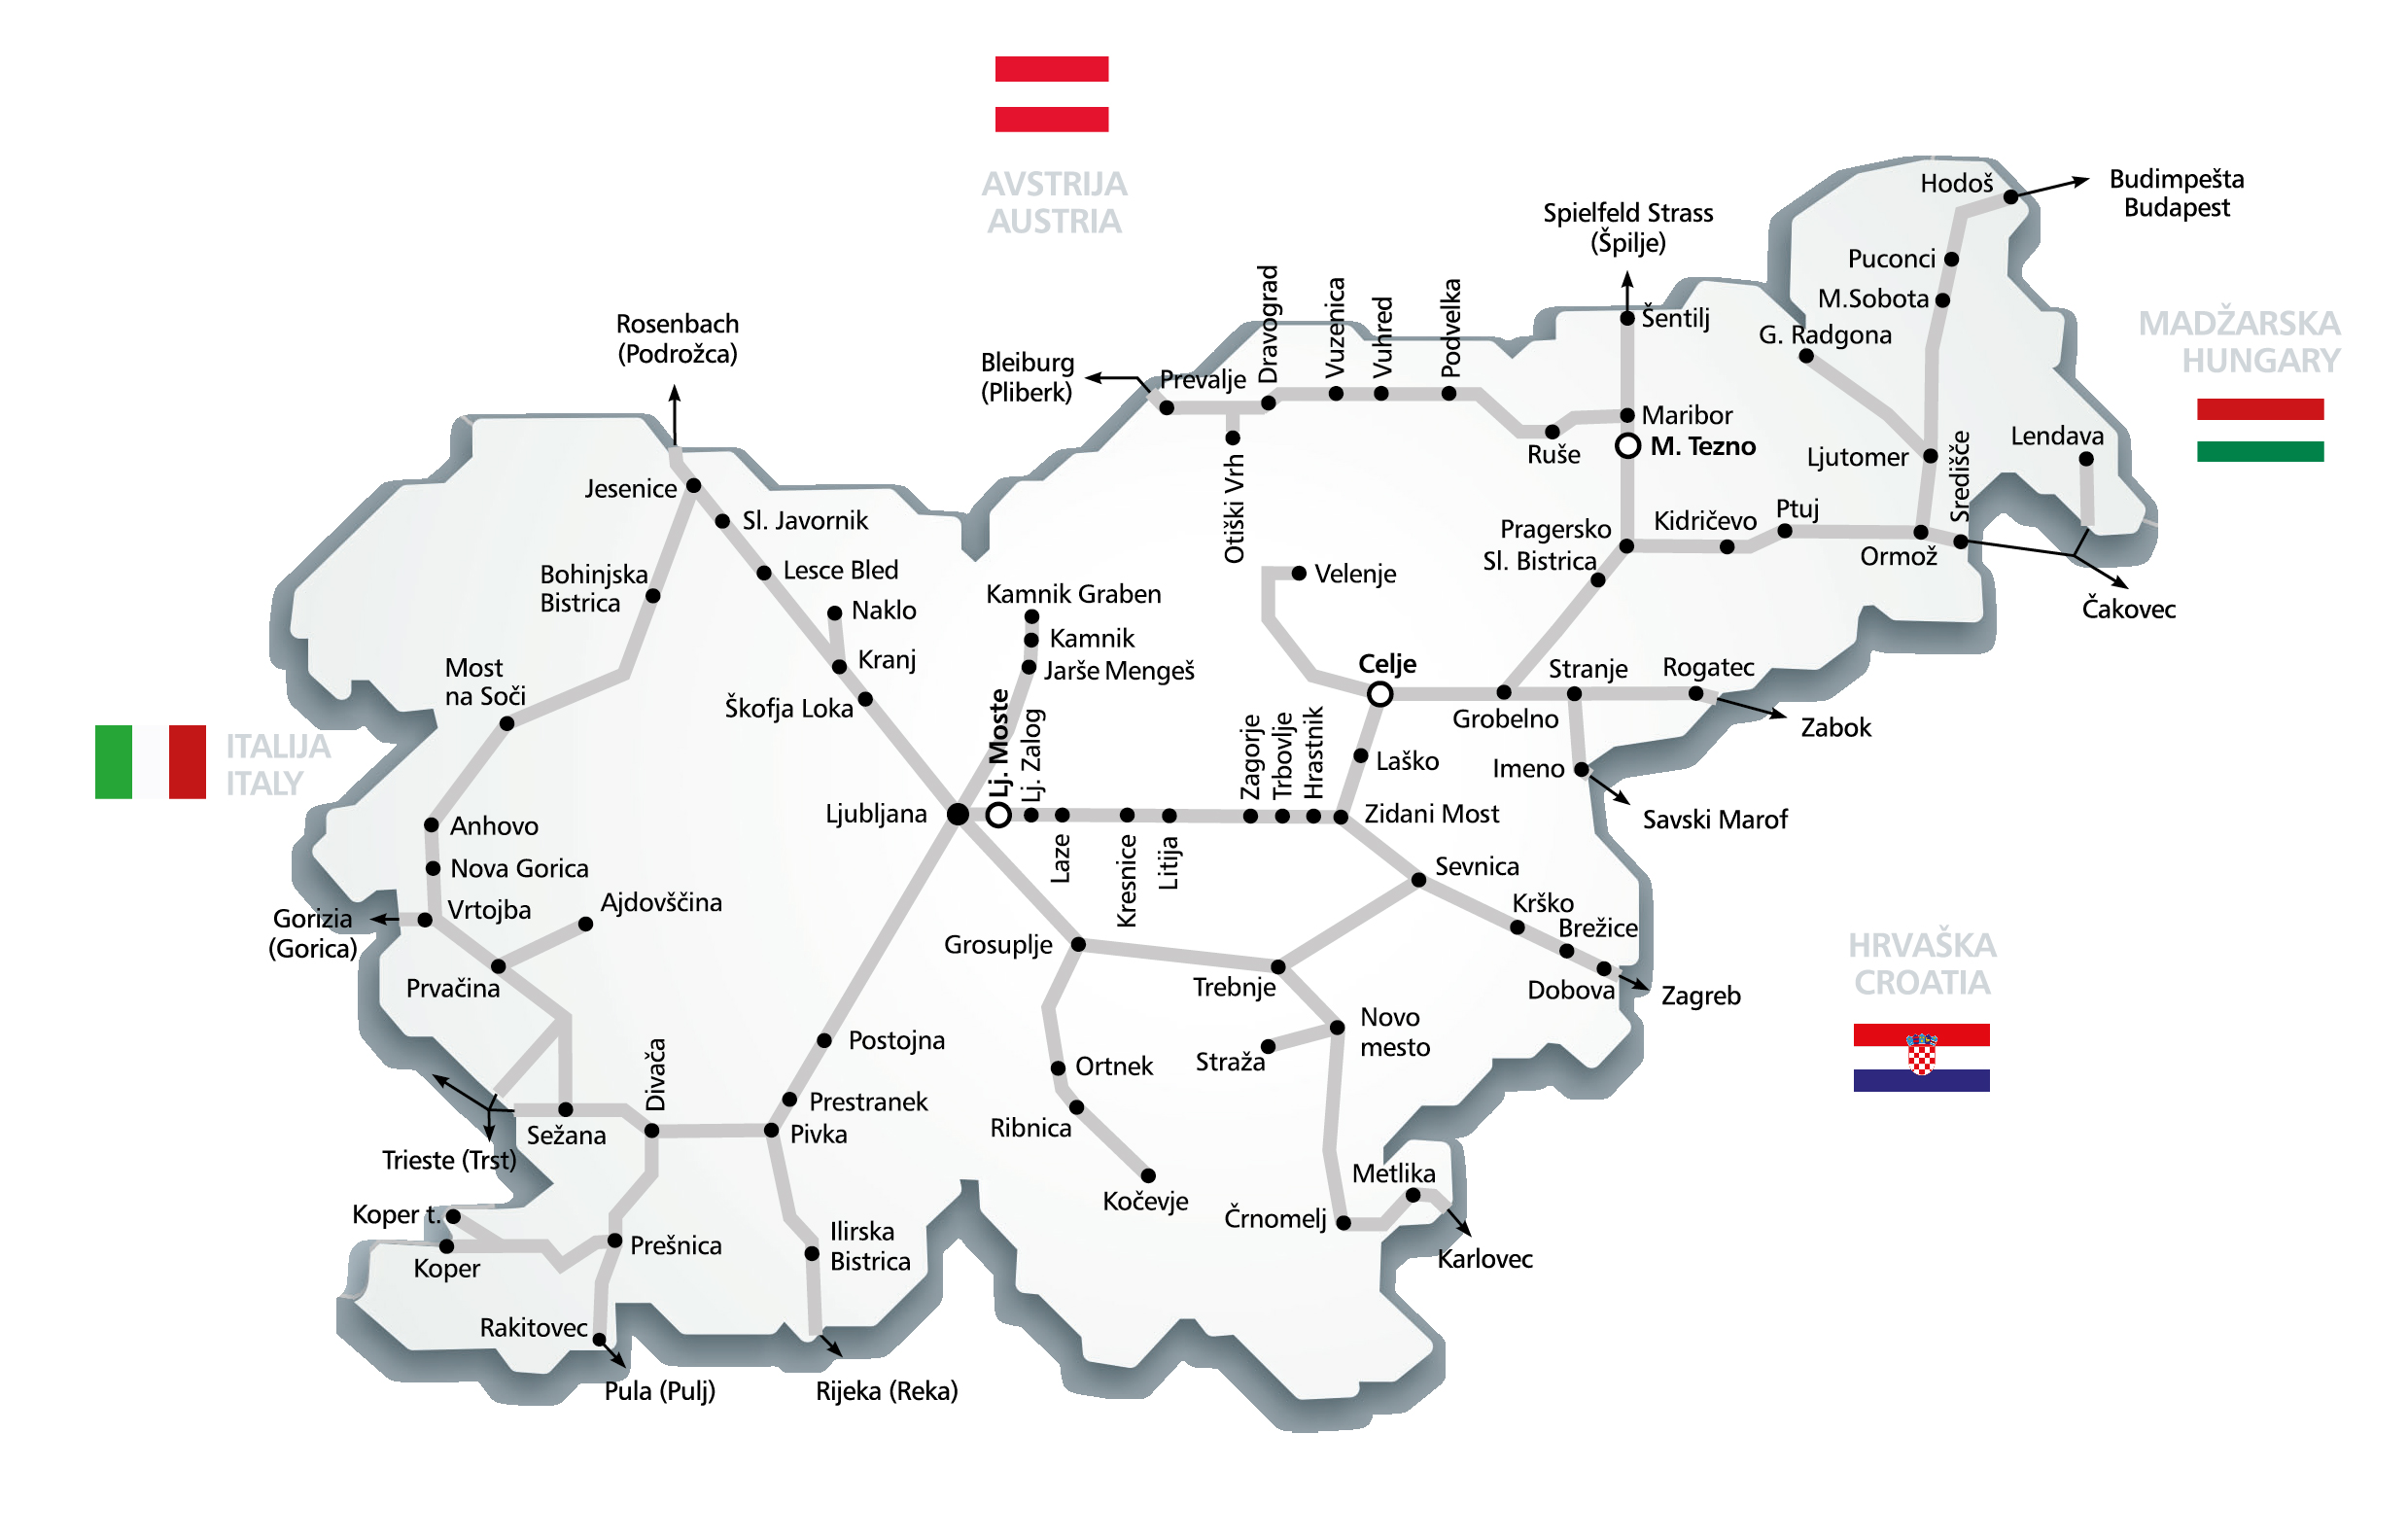 AVSTRIJA
AUSTRIA
Hodoš
Budimpešta
Budapest
Spielfeld Strass
(Špilje)
Puconci
M.Sobota
G. Radgona
Šentilj
MADŽARSKA
HUNGARY
Rosenbach
(Podrožca)
Bleiburg
(Pliberk)
Prevalje
Dravograd
Vuzenica
Vuhred
Podvelka
Otiški Vrh
Ruše
Maribor
M. Tezno
Ljutomer
Središče
Lendava
Jesenice
Sl. Javornik
Pragersko
Sl. Bistrica
Kidričevo
Ptuj
Ormož
Čakovec
Bohinjska
Bistrica
Lesce Bled
Naklo
Kamnik Graben
Kamnik
Jarše Mengeš
Velenje
Kranj
Škofja Loka
Most
na Soči
Celje
Stranje
Rogatec
Grobelno
Zabok
ITALIJA
ITALY
Lj. Moste
Lj. Zalog
Zagorje
Trbovlje
Hrastnik
Laško
Imeno
Savski Marof
Ljubljana
Laze
Kresnice
Litija
Zidani Most
Anhovo
Nova Gorica
Ajdovščina
Vrtojba
Gorizia
(Gorica)
Prvačina
Sevnica
Krško
Brežice
Dobova
Zagreb
HRVAŠKA
CROATIA
Grosuplje
Trebnje
Novo
mesto
Straža
Postojna
Ortnek
Divača
Prestranek
Pivka
Ribnica
Sežana
Trieste (Trst)
Kočevje
Metlika
Črnomelj
Karlovec
Koper t.
Koper
Prešnica
Ilirska
Bistrica
Rakitovec
Pula (Pulj)
Rijeka (Reka)